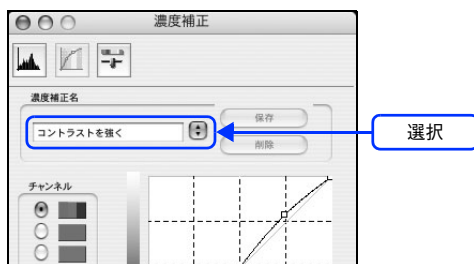 濃度補正
濃度補正名
コントラストを強く
保存
削除
選択
チャンネル